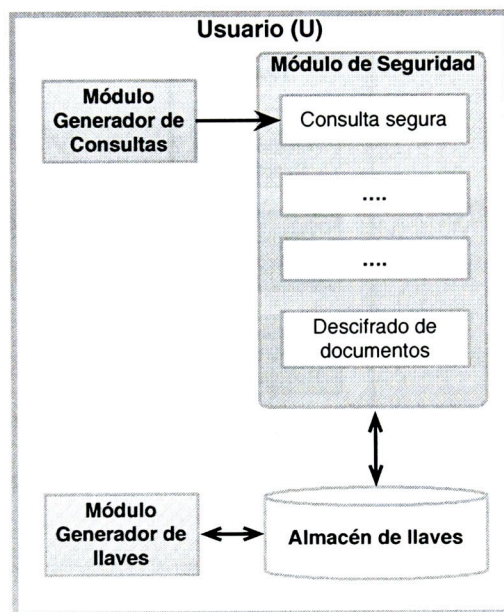 Usuario (U)
Módulo de Seguridad
Módulo
Generador de
Consultas
Consulta segura
....
....
Descifrado de
documentos
Módulo
Generador de
llaves
Almacén de llaves